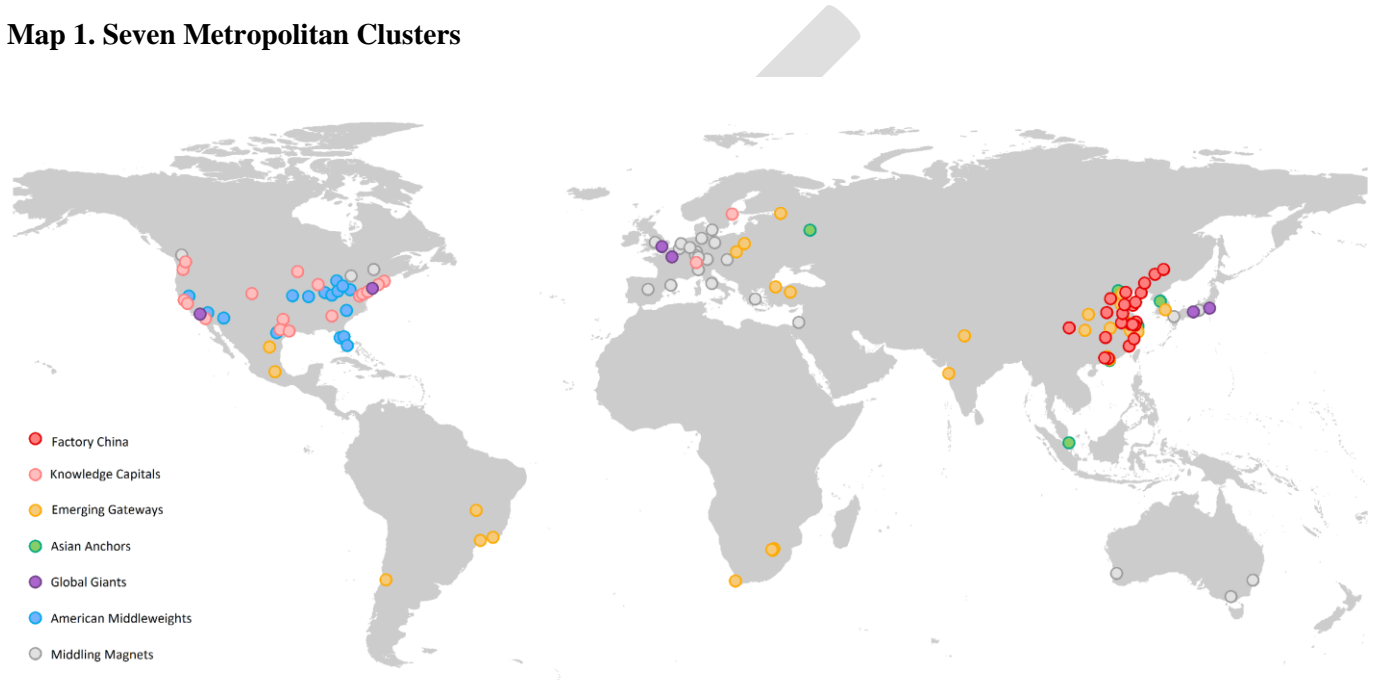 Map 1. Seven Metropolitan Clusters
Factory China
Knowledge Capitals
Emerging Gateways
Asian Anchors
Global Giants
American Middleweights
Middling Magnets